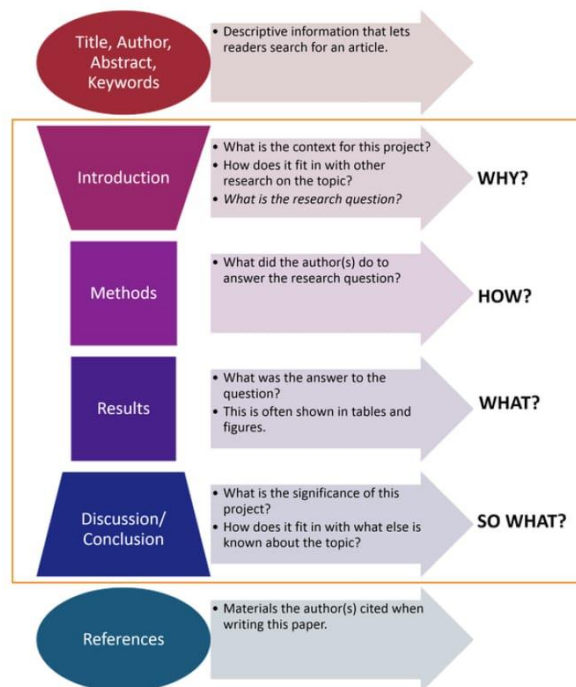 Title, Author,
Abstract,
Keywords
• Descriptive information that lets
readers search for an article.
Introduction
• What is the context for this project?
• How does it fit in with other
research on the topic?
• What is the research question?
WHY?
Methods
• What did the author(s) do to
answer the research question?
HOW?
Results
• What was the answer to the
question?
• This is often shown in tables and
figures.
WHAT?
Discussion/
Conclusion
• What is the significance of this
project?
• How does it fit in with what else is
known about the topic?
SO WHAT?
References
• Materials the author(s) cited when
writing this paper.